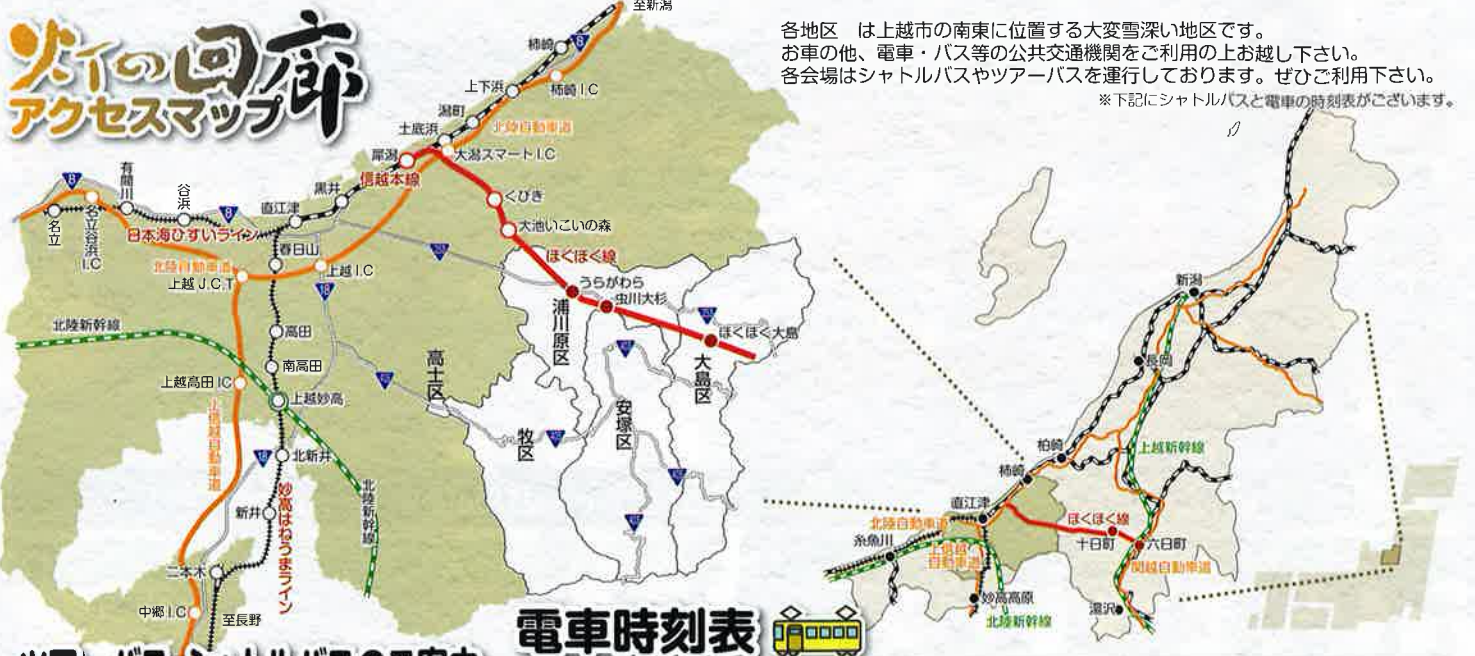 灯の回廊
アクセスマップ
各地区　は上越市の南東に位置する大変雪深い地区です。
お車の他、電車・バス等の公共交通機関をご利用の上お越し下さい。
各会場はシャトルバスやツアーバスを運行しております。ぜひご利用下さい。
※下記にシャトルバスと電車の時刻表がございます。
至新潟
柿崎
8
上下浜
柿崎I.C
潟町
北陸自動車道
土底浜
犀潟
大潟スマートI.C
信越本線
8
有間川
谷浜
黒井
くびき
名立
名立谷浜I.C
8
直江津
大池いこいの森
日本海ひすいライン
春日山
ほくほく線
北陸自動車道
上越J.C.T
上越I.C
18
うらがわら
虫川大杉
ほくほく大島
北陸新幹線
高田
南高田
浦川原区
大島区
高士区
上越高田IC
上越妙高
安塚区
牧区
上信越自動車道
18
北新井
新井
妙高はねうまライン
北陸新幹線
二本木
中郷I.C
至長野
新潟
長岡
柏崎
上越新幹線
柿崎
直江津
ほくほく線
北陸自動車道
糸魚川
上信越自動車道
十日町
六日町
関越自動車道
妙高高原
湯沢
北陸新幹線
電車時刻表